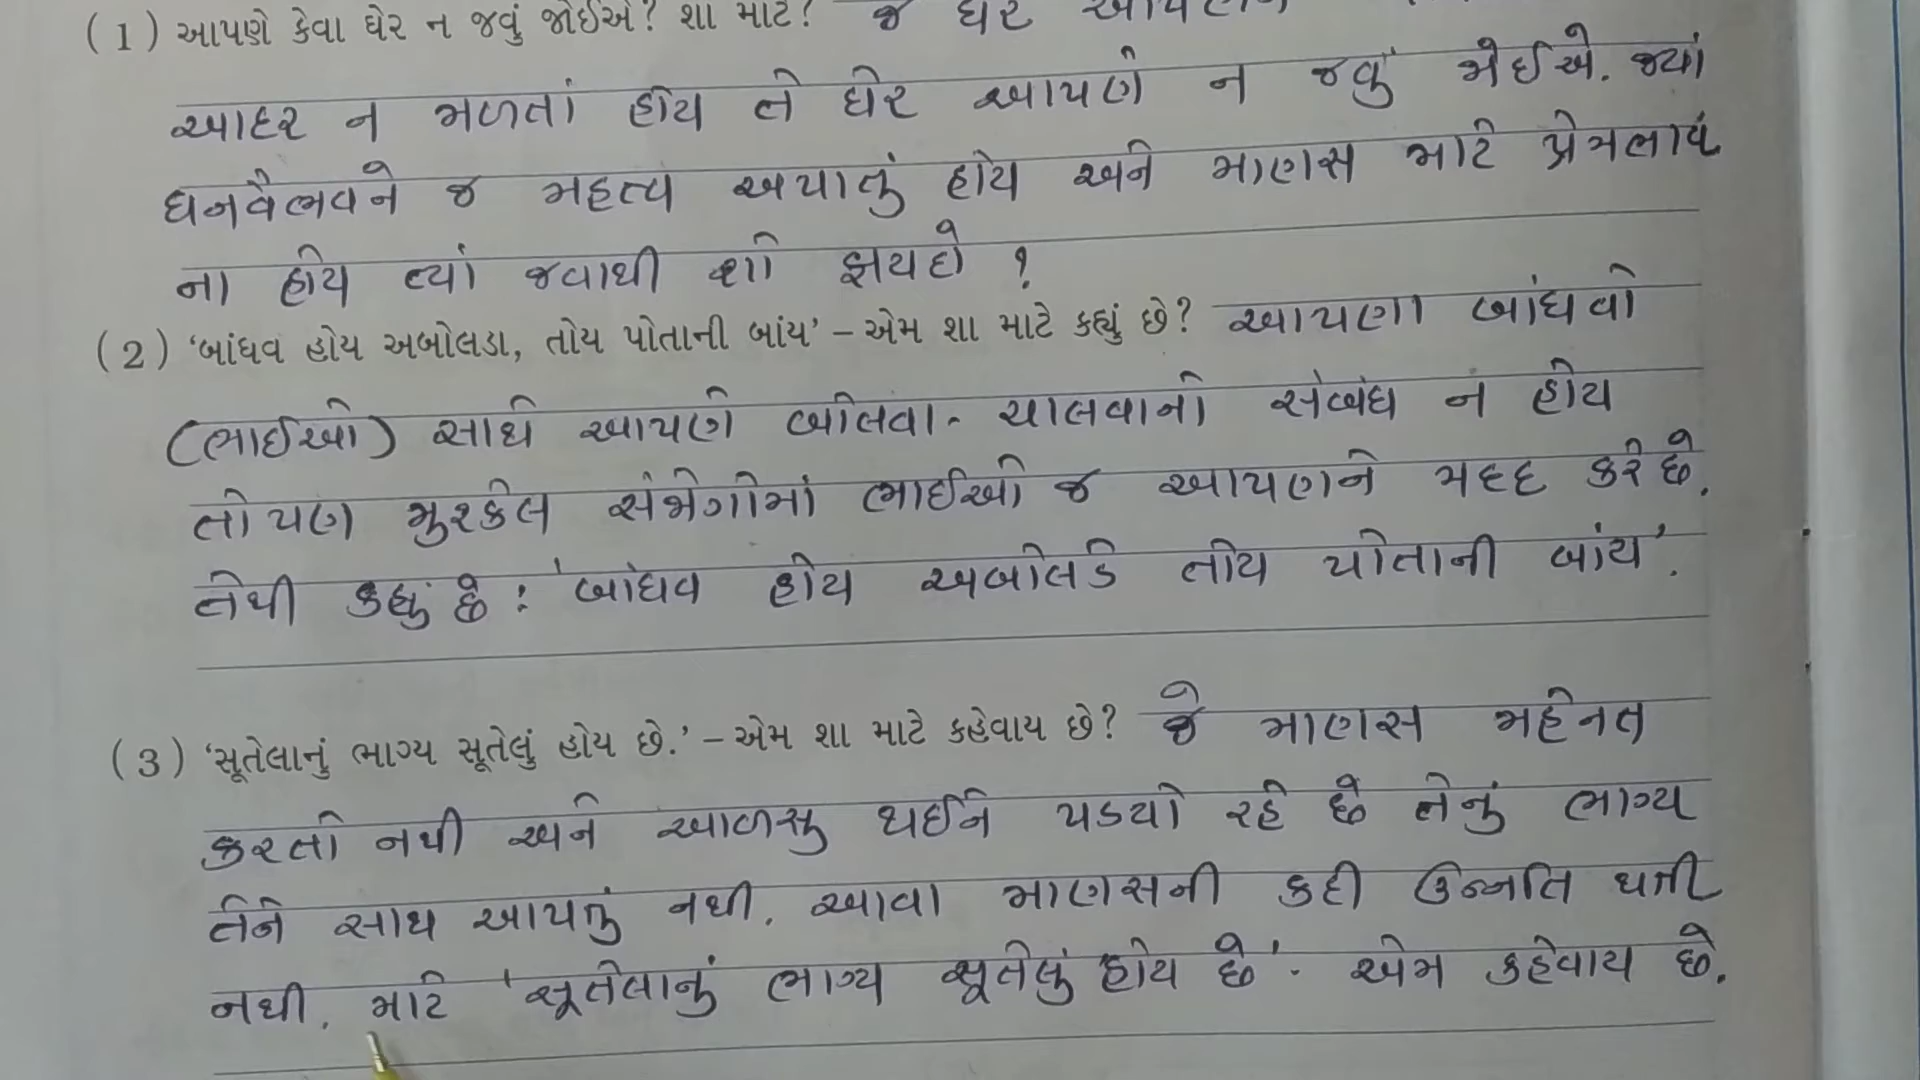 (1) આપણે કેવા ઘેર ન જવું જોઈએ? શા માટે? જે ઘેર આપણને
આદર ન મળતાં હોય તે ઘેર આપણે ન જવું જોઈએ. જ્યાં
ધનવૈભવને જ મહત્વ અપાતું હોય અને માણસ માટે પ્રેમભાવ
ના હોય ત્યાં જવાથી શો ફાયદો ?
(2) ‘બાંધવ હોય અબોલડા, તોય પોતાની બાંય’ – એમ શા માટે કહ્યું છે? આપણા બાંધવો
(ભાઈઓ) સાથે આપણે બોલવા- ચાલવાનો સંબંધ ન હોય
તોપણ મુશ્કેલ સંજોગોમાં ભાઈઓ જ આપણને મદદ કરે છે.
તેથી કહ્યું છે : 'બાંધવ હોય અબોલડે તોય પોતાની બાંય'.
(3) ‘સૂતેલાનું ભાગ્ય સૂતેલું હોય છે.’ – એમ શા માટે કહેવાય છે? જે માણસ મહેનત
કરતો નથી અને આળસુ થઈને પડ્યો રહે છે તેનું ભાગ્ય
તેને સાથ આપતું નથી. આવા માણસની કદી ઉન્નતિ થતી
નથી. માટે 'સૂતેલાનું ભાગ્ય સૂતેલું હોય છે'. એમ કહેવાય છે.